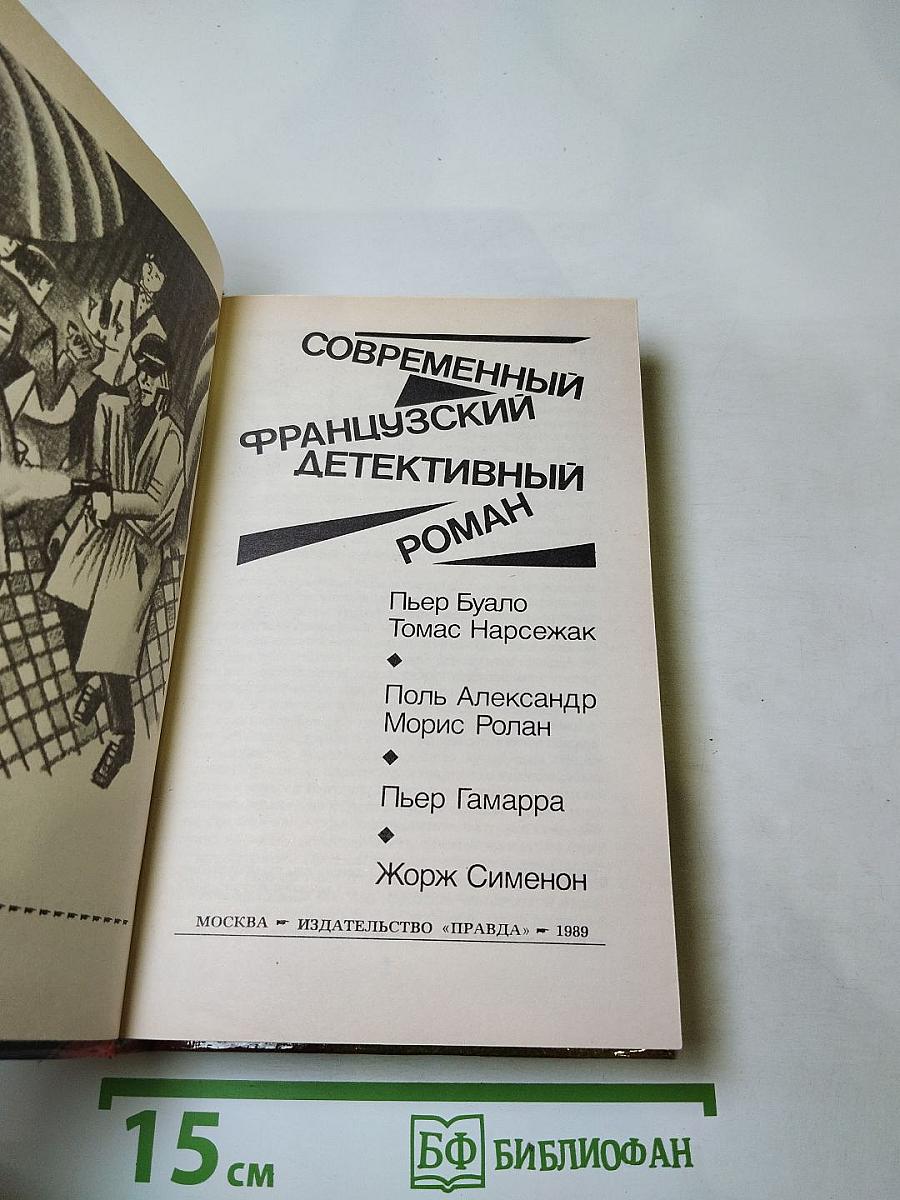 СОВРЕМЕННЫЙ
ФРАНЦУЗСКИЙ
ДЕТЕКТИВНЫЙ
РОМАН
Пьер Буало
Томас Нарсежак
Поль Александр
Морис Ролан
Пьер Гамарра
Жорж Сименон
МОСКВА ИЗДАТЕЛЬСТВО «ПРАВДА» 1989
15 см
БФ БИБЛИОФАН